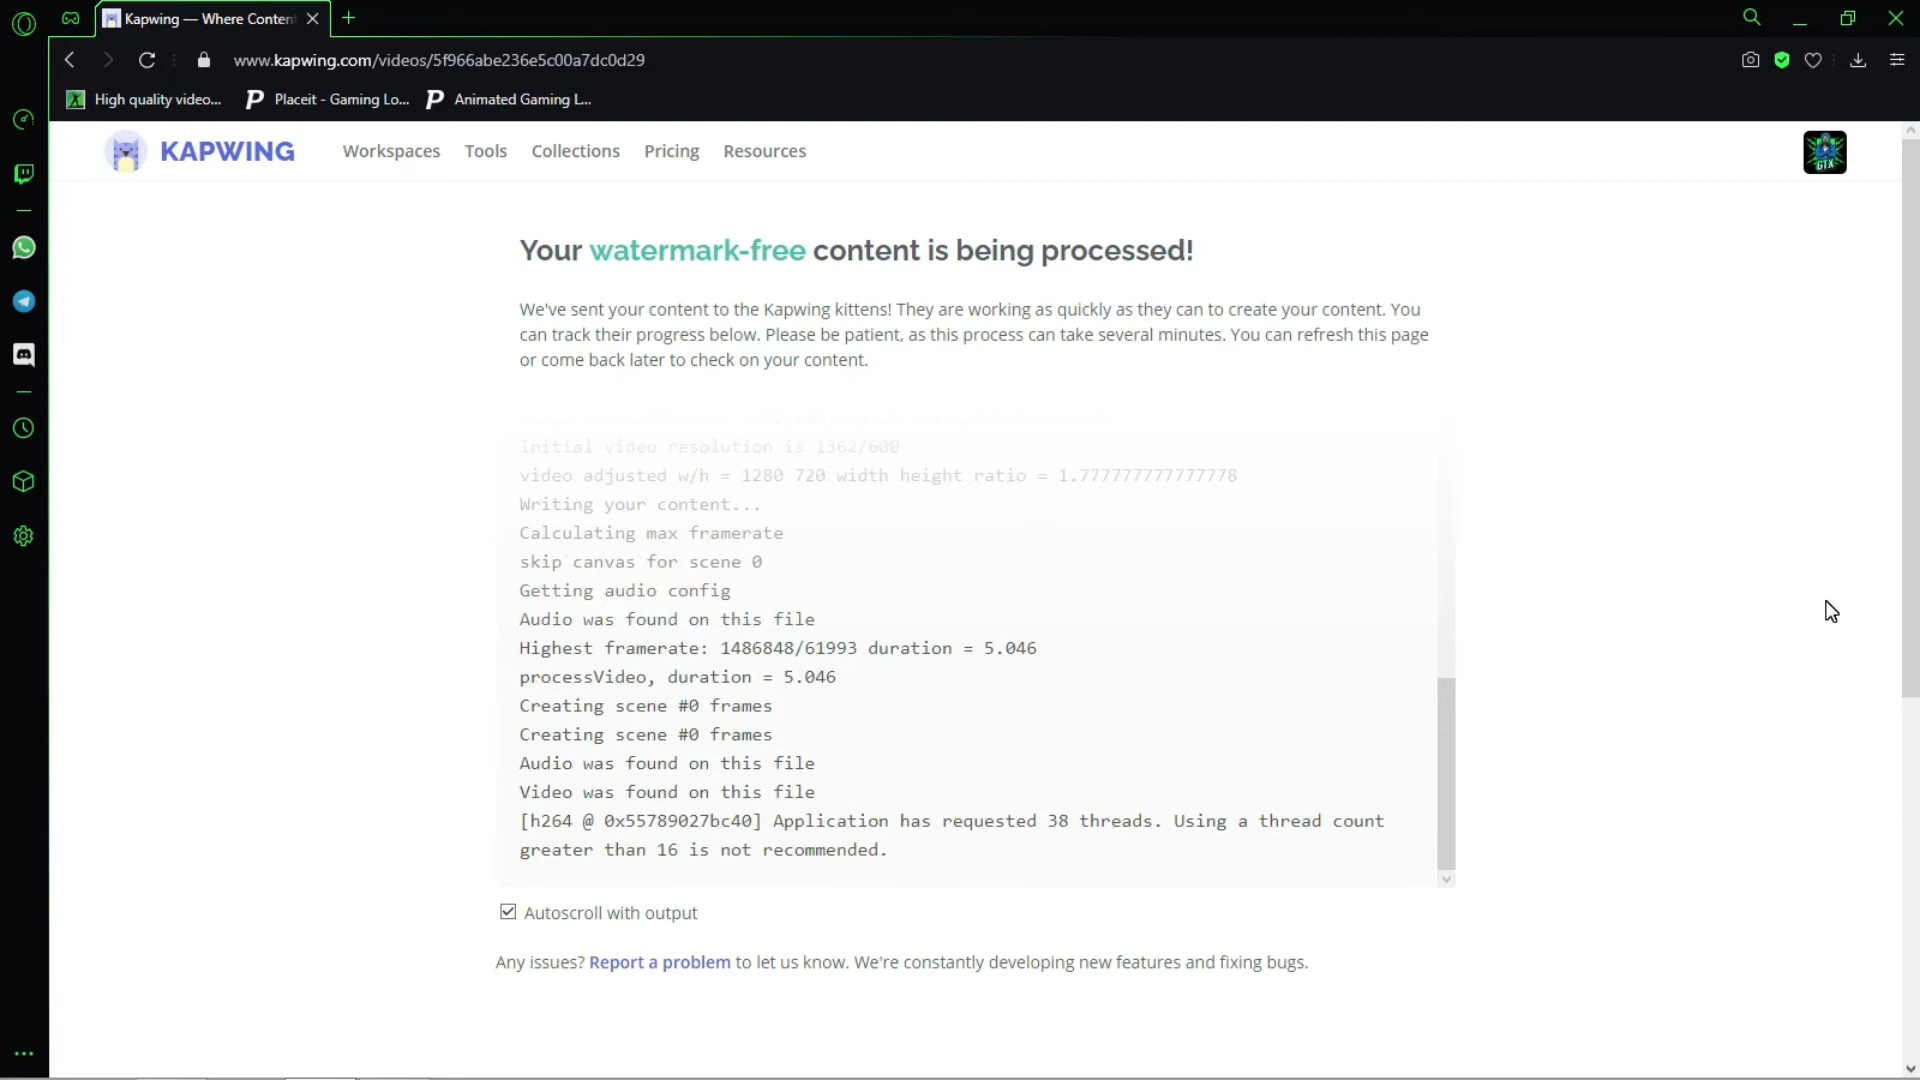 Kapwing — Where Conten
www.kapwing.com/videos/5f966abe236e5c00a7dc0d29
High quality video...
Placeit - Gaming Lo...
Animated Gaming L...
KAPWING
Workspaces
Tools
Collections
Pricing
Resources
GTX
Your watermark-free content is being processed!
We've sent your content to the Kapwing kittens! They are working as quickly as they can to create your content. You
can track their progress below. Please be patient, as this process can take several minutes. You can refresh this page
or come back later to check on your content.
Initial video resolution is 1362/600
video adjusted w/h = 1280 720 width height ratio = 1.7777777777777778
Writing your content...
Calculating max framerate
skip canvas for scene 0
Getting audio config
Audio was found on this file
Highest framerate: 1486848/61993 duration = 5.046
processVideo, duration = 5.046
Creating scene #0 frames
Creating scene #0 frames
Audio was found on this file
Video was found on this file
[h264 @ 0x55789027bc40] Application has requested 38 threads. Using a thread count
greater than 16 is not recommended.
Autoscroll with output
Any issues? Report a problem to let us know. We're constantly developing new features and fixing bugs.